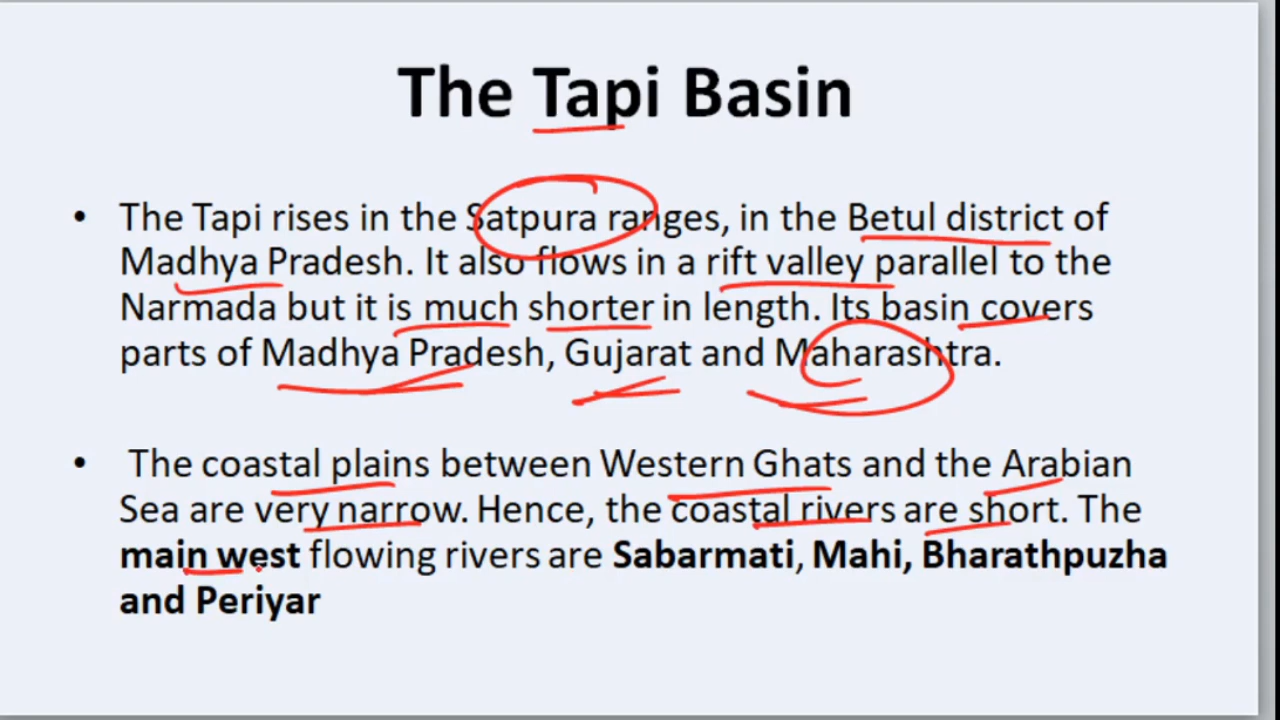 The Tapi Basin
• The Tapi rises in the Satpura ranges, in the Betul district of
Madhya Pradesh. It also flows in a rift valley parallel to the
Narmada but it is much shorter in length. Its basin covers
parts of Madhya Pradesh, Gujarat and Maharashtra.
• The coastal plains between Western Ghats and the Arabian
Sea are very narrow. Hence, the coastal rivers are short. The
main west flowing rivers are Sabarmati, Mahi, Bharathpuzha
and Periyar